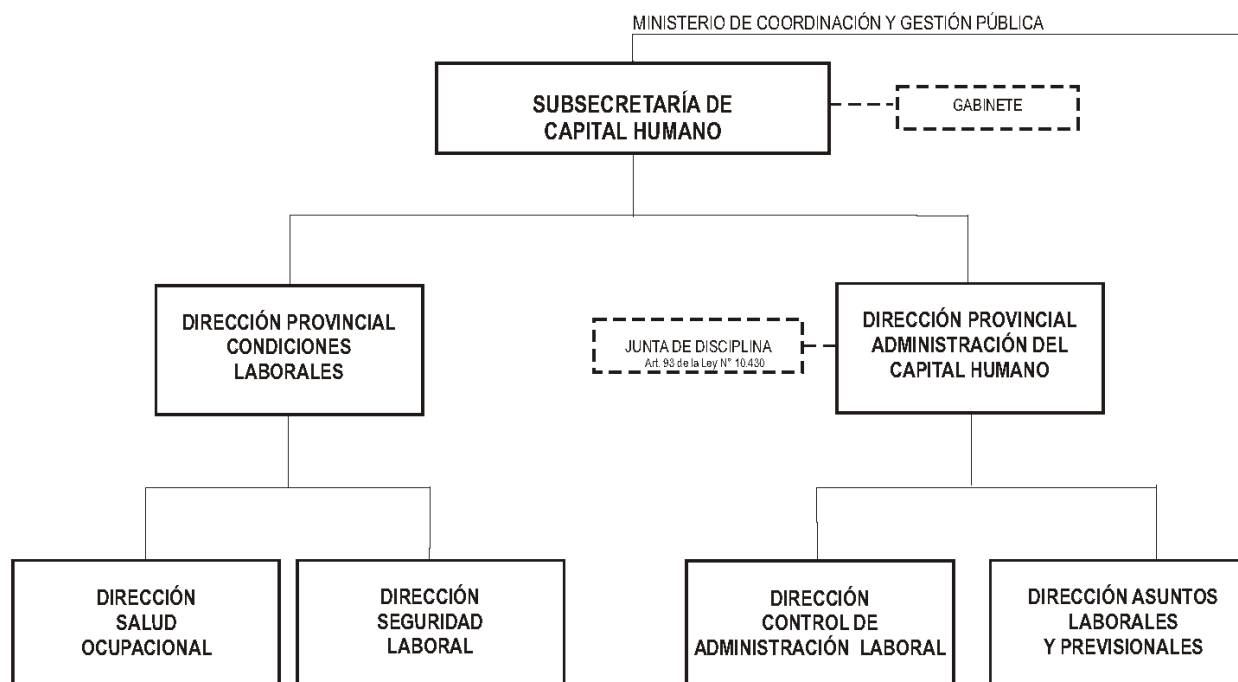 MINISTERIO DE COORDINACIÓN Y GESTIÓN PÚBLICA
SUBSECRETARÍA DE
CAPITAL HUMANO
GABINETE
DIRECCIÓN PROVINCIAL
CONDICIONES
LABORALES
JUNTA DE DISCIPLINA
Art. 93 de la Ley N° 10.430
DIRECCIÓN PROVINCIAL
ADMINISTRACIÓN DEL
CAPITAL HUMANO
DIRECCIÓN
SALUD
OCUPACIONAL
DIRECCIÓN
SEGURIDAD
LABORAL
DIRECCIÓN
CONTROL DE
ADMINISTRACIÓN LABORAL
DIRECCIÓN ASUNTOS
LABORALES
Y PREVISIONALES